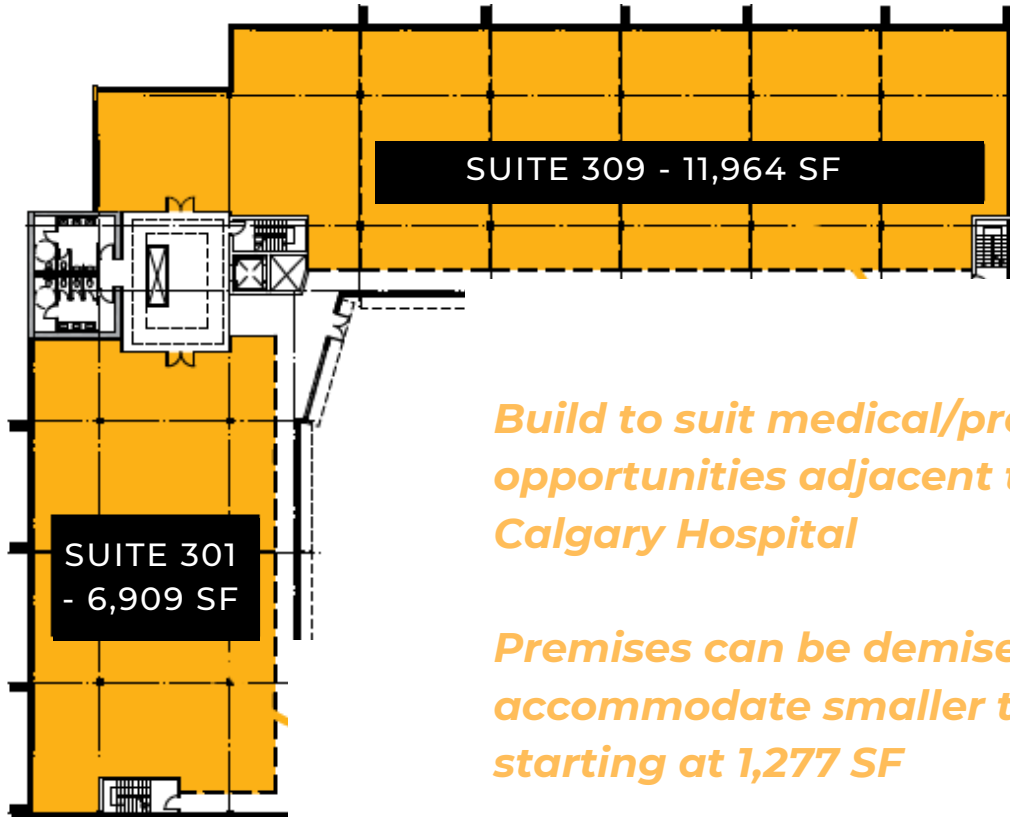 SUITE 309 - 11,964 SF
SUITE 301
- 6,909 SF
Build to suit medical/pr
opportunities adjacent
Calgary Hospital
Premises can be demise
accommodate smaller
starting at 1,277 SF